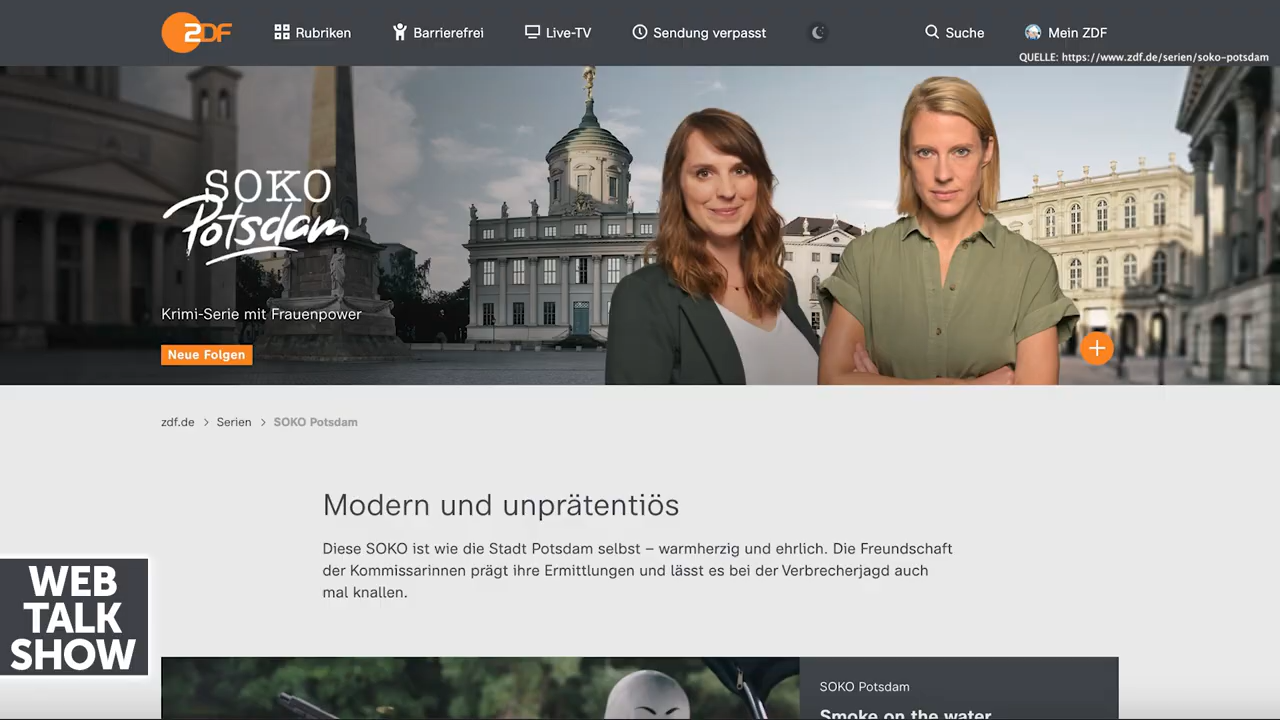 ZDF
Rubriken
Barrierefrei
Live-TV
Sendung verpasst
Suche
Mein ZDF
QUELLE: https://www.zdf.de/serien/soko-potsdam
SOKO
Potsdam
Krimi-Serie mit Frauenpower
Neue Folgen
zdf.de > Serien > SOKO Potsdam
Modern und unprätentiös
Diese SOKO ist wie die Stadt Potsdam selbst – warmherzig und ehrlich. Die Freundschaft
der Kommissarinnen prägt ihre Ermittlungen und lässt es bei der Verbrecherjagd auch
mal knallen.
WEB
TALK
SHOW
SOKO Potsdam
Smoke on the water